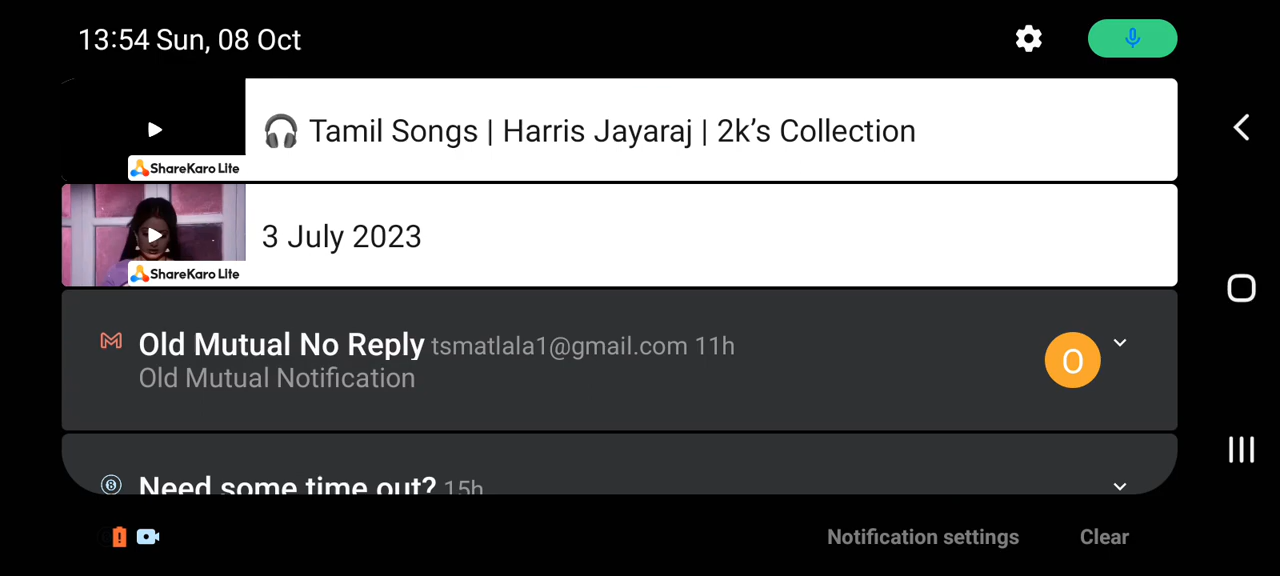 13:54 Sun, 08 Oct
🎧 Tamil Songs | Harris Jayaraj | 2k’s Collection
ShareKaro Lite
3 July 2023
ShareKaro Lite
Old Mutual No Reply tsmatlala1@gmail.com 11h
O
Old Mutual Notification
Need some time out? 15h
Notification settings Clear